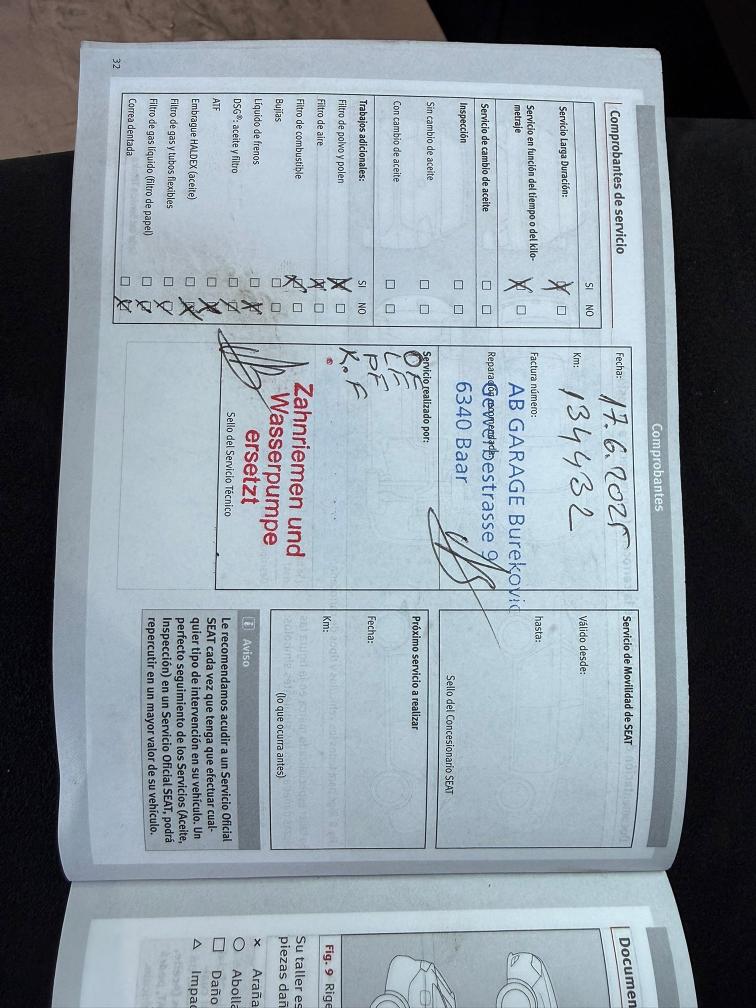 Comprobantes
Comprobantes de servicio
SI NO
Servicio Larga Duración:
Servicio en función del tiempo o del kilo-
metraje
Servicio de cambio de aceite
Inspección
Sin cambio de aceite
Con cambio de aceite
Trabajos adicionales: SI NO
Filtro de polvo y polen
Filtro de aire
Filtro de combustible
Bujías
Líquido de frenos
DSG®: aceite y filtro
ATF
Embrague HALDEX (aceite)
Filtro de gas y tubos flexibles
Filtro de gas líquido (filtro de papel)
Correa dentada
32
Fecha: 17.6.2025
Km: 134432
Factura número:
AB GARAGE Burekovic
Gewerbestrasse 9
6340 Baar
Servicio realizado por:
OF
LF
PF
K.F
Zahnriemen und
Wasserpumpe
ersetzt
Sello del Servicio Técnico
Servicio de Movilidad de SEAT
Válido desde:
hasta:
Sello del Concesionario SEAT
Próximo servicio a realizar
Fecha:
Km:
(lo que ocurra antes)
i Aviso
Le recomendamos acudir a un Servicio Oficial
SEAT cada vez que tenga que efectuar cual-
quier tipo de intervención en su vehículo. Un
perfecto seguimiento de los Servicios (Aceite,
Inspección) en un Servicio Oficial SEAT, podrá
repercutir en un mayor valor de su vehículo.
Documen
Fig. 9 Rige
Su taller es
piezas dañ
× Araña
○ Abolla
□ Daño
△ Impac